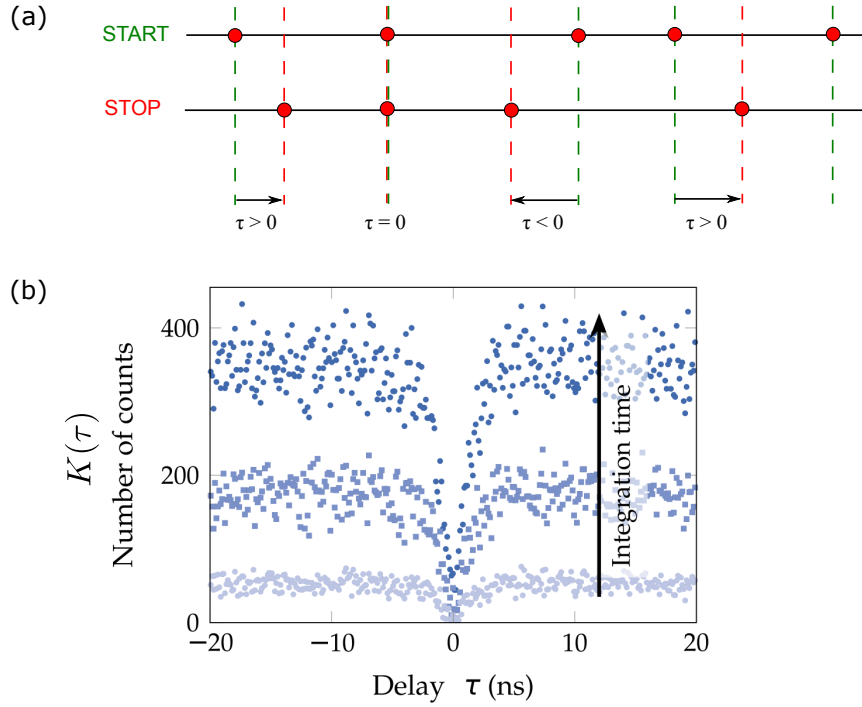 (a)
START
STOP
τ > 0
τ = 0
τ < 0
τ > 0
(b)
K(τ)
Number of counts
400
200
0
Integration time
−20
−10
0
10
20
Delay τ (ns)